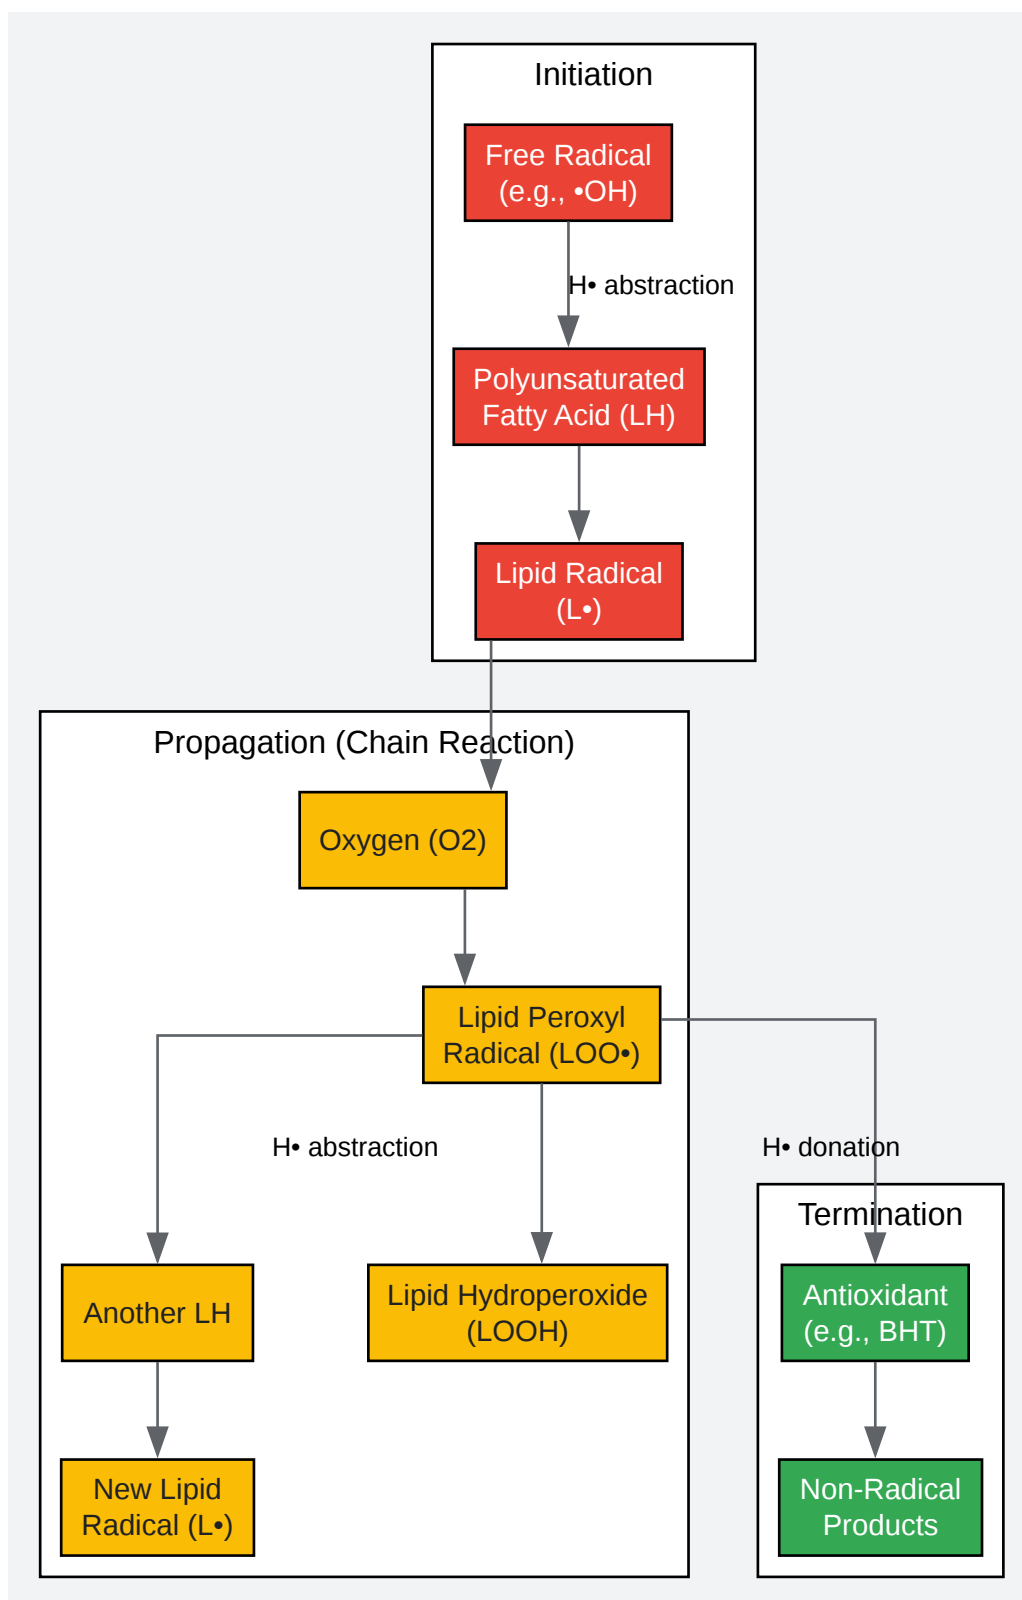 Initiation
Free Radical
(e.g., •OH)
H• abstraction
Polyunsaturated
Fatty Acid (LH)
Lipid Radical
(L•)
Propagation (Chain Reaction)
Oxygen (O2)
Lipid Peroxyl
Radical (LOO•)
H• abstraction
H• donation
Termination
Another LH
Lipid Hydroperoxide
(LOOH)
Antioxidant
(e.g., BHT)
New Lipid
Radical (L•)
Non-Radical
Products